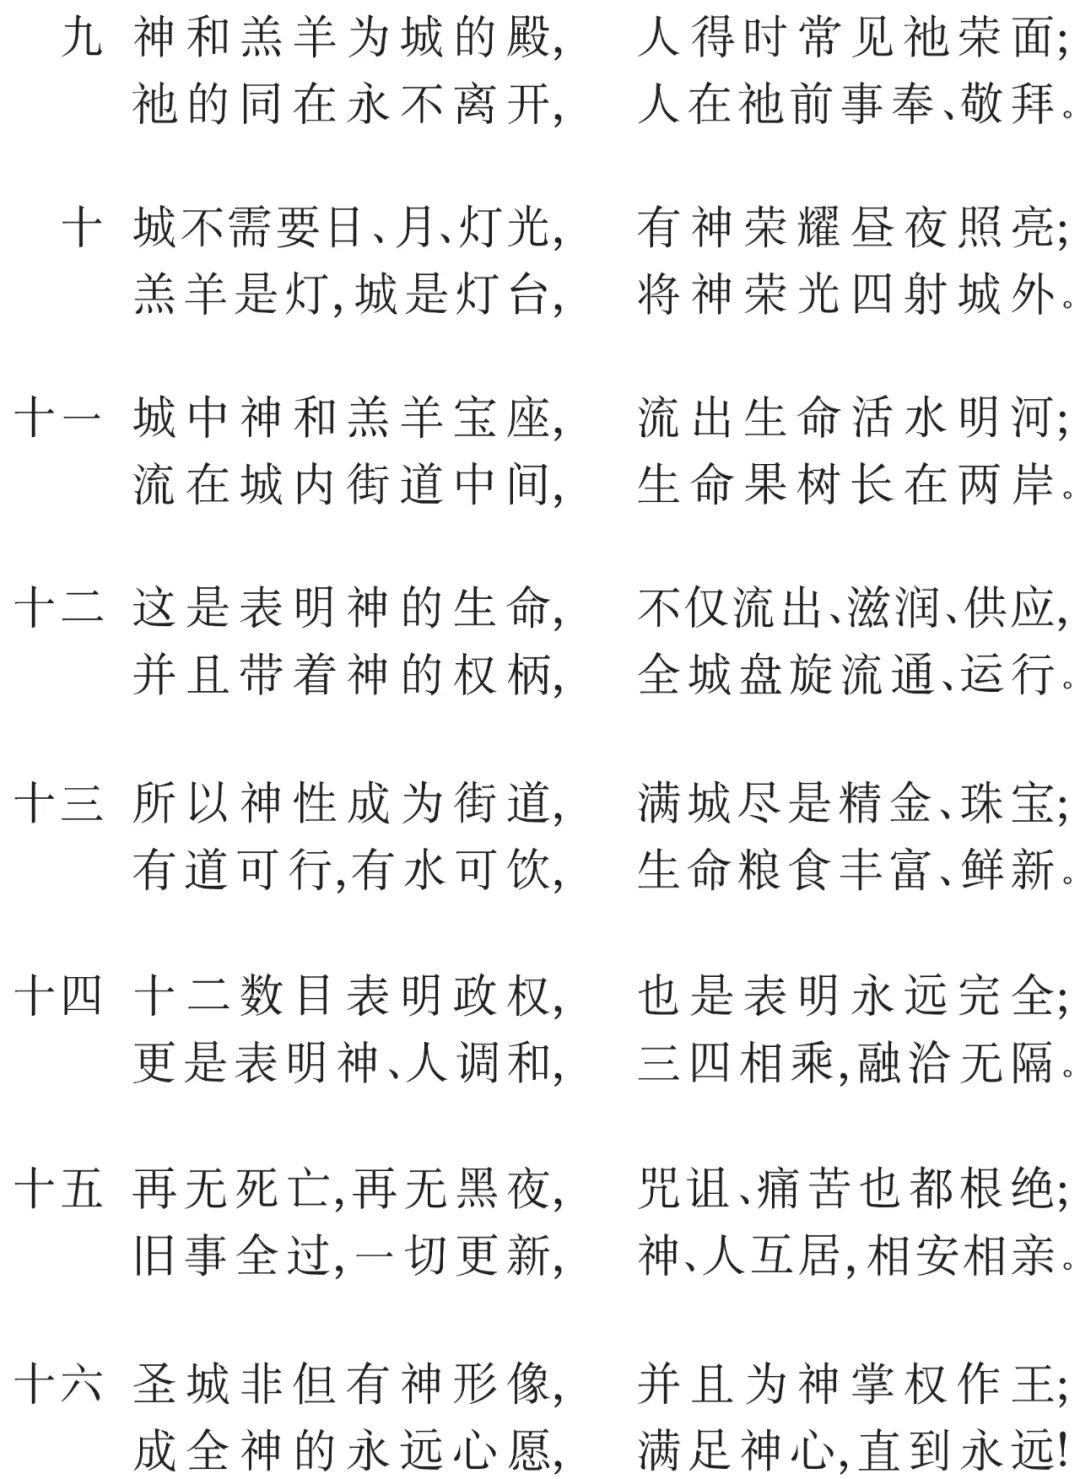 九 神和羔羊为城的殿, 人得时常见祂荣面;
祂的同在永不离开, 人在祂前事奉、敬拜。
十 城不需要日、月、灯光, 有神荣耀昼夜照亮;
羔羊是灯,城是灯台, 将神荣光四射城外。
十一 城中神和羔羊宝座, 流出生命活水明河;
流在城内街道中间, 生命果树长在两岸。
十二 这是表明神的生命, 不仅流出、滋润、供应,
并且带着神的权柄, 全城盘旋流通、运行。
十三 所以神性成为街道, 满城尽是精金、珠宝;
有道可行,有水可饮, 生命粮食丰富、鲜新。
十四 十二数目表明政权, 也是表明永远完全;
更是表明神、人调和, 三四相乘,融洽无隔。
十五 再无死亡,再无黑夜, 咒诅、痛苦也都根绝;
旧事全过,一切更新, 神、人互居,相安相亲。
十六 圣城非但有神形像, 并且为神掌权作王;
成全神的永远心愿, 满足神心,直到永远!